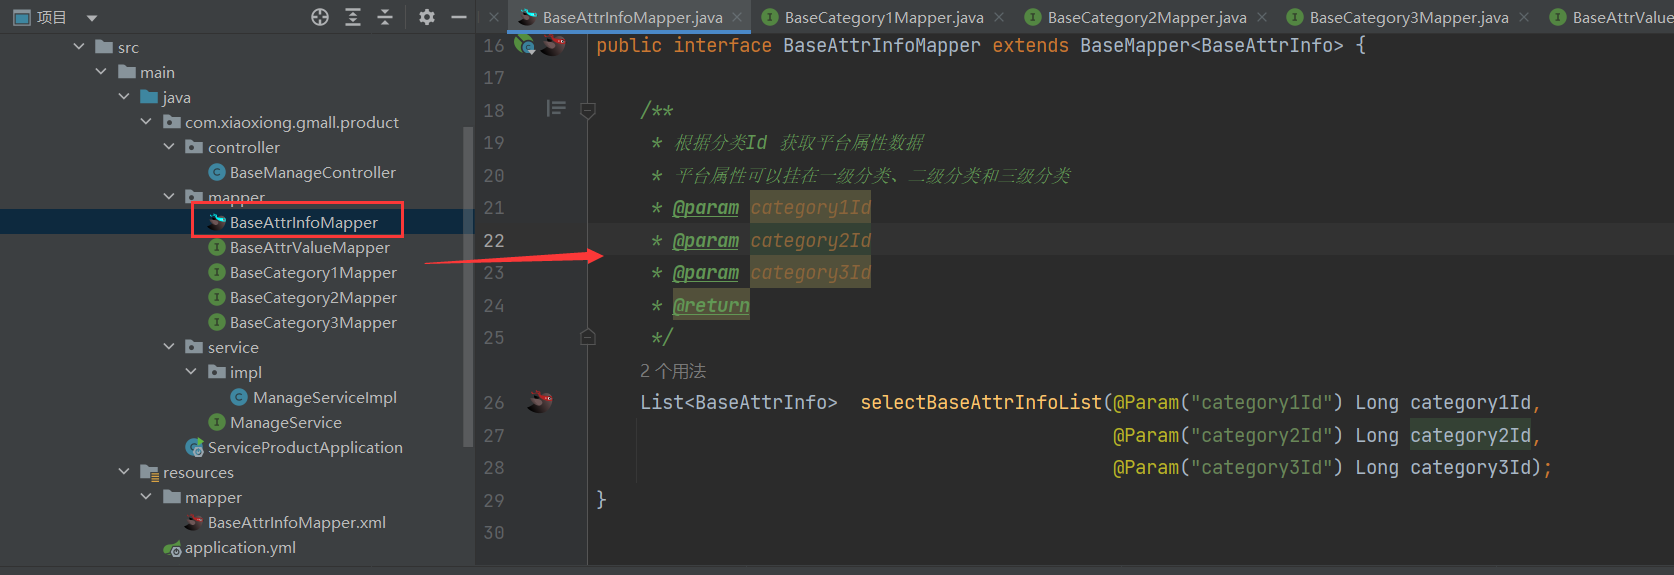 项目
src
main
java
com.xiaoxiong.gmall.product
controller
BaseManageController
mapper
BaseAttrInfoMapper
BaseAttrValueMapper
BaseCategory1Mapper
BaseCategory2Mapper
BaseCategory3Mapper
service
impl
ManageServiceImpl
ManageService
ServiceProductApplication
resources
mapper
BaseAttrInfoMapper.xml
application.yml
BaseAttrInfoMapper.java BaseCategory1Mapper.java BaseCategory2Mapper.java BaseCategory3Mapper.java BaseAttrValue
16 public interface BaseAttrInfoMapper extends BaseMapper<BaseAttrInfo> {
17
18 /**
19 * 根据分类Id 获取平台属性数据
20 * 平台属性可以挂在一级分类、二级分类和三级分类
21 * @param category1Id
22 * @param category2Id
23 * @param category3Id
24 * @return
25 */
2 个用法
26 List<BaseAttrInfo> selectBaseAttrInfoList(@Param("category1Id") Long category1Id,
27 @Param("category2Id") Long category2Id,
28 @Param("category3Id") Long category3Id);
29 }
30